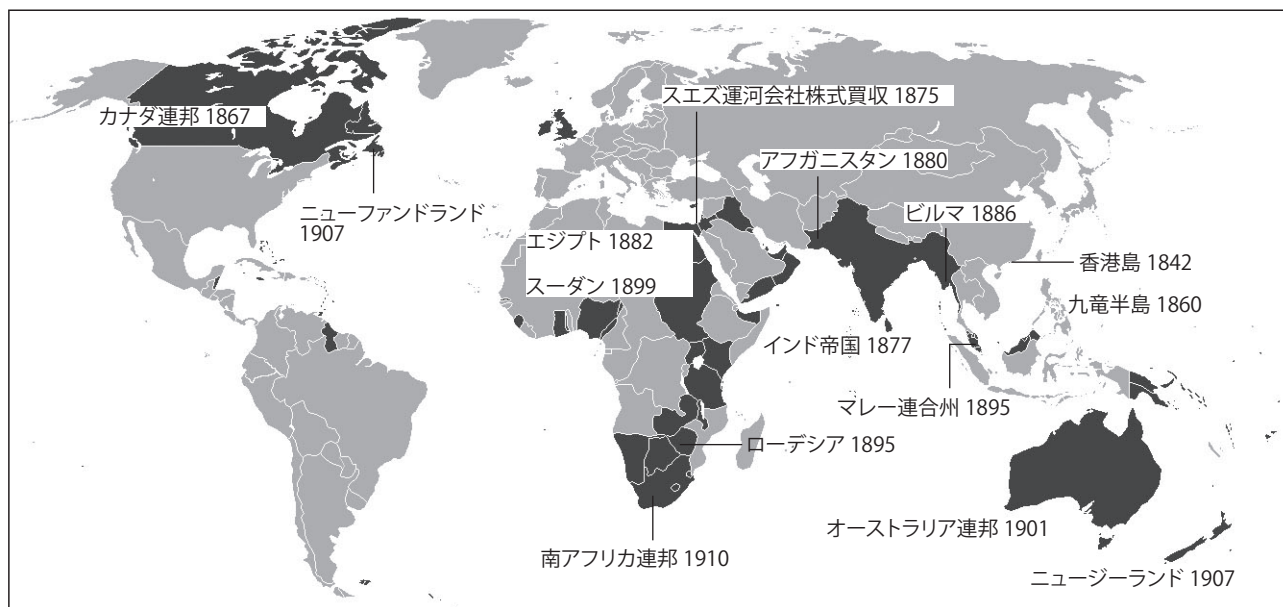 スエズ運河会社株式買収 1875
カナダ連邦 1867
アフガニスタン 1880
ニューファンドランド
1907
ビルマ 1886
エジプト 1882
スーダン 1899
香港島 1842
九竜半島 1860
インド帝国 1877
マレー連合州 1895
ローデシア 1895
オーストラリア連邦 1901
南アフリカ連邦 1910
ニュージーランド 1907